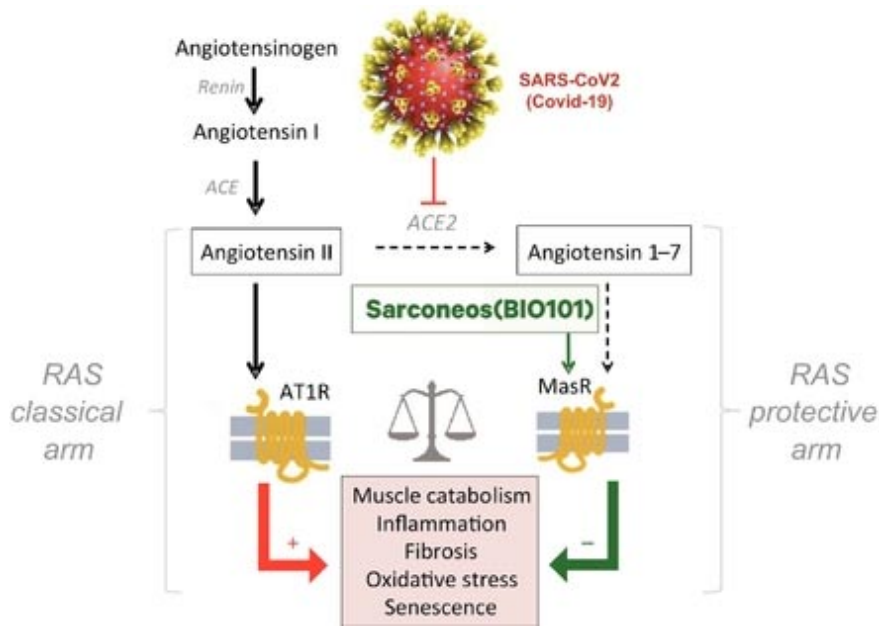 Angiotensinogen
Renin
SARS-CoV2
(Covid-19)
Angiotensin I
ACE
ACE2
Angiotensin II
Angiotensin 1–7
Sarconeos(BIO101)
RAS
classical
arm
AT1R
MasR
RAS
protective
arm
Muscle catabolism
Inflammation
Fibrosis
Oxidative stress
Senescence
+
–